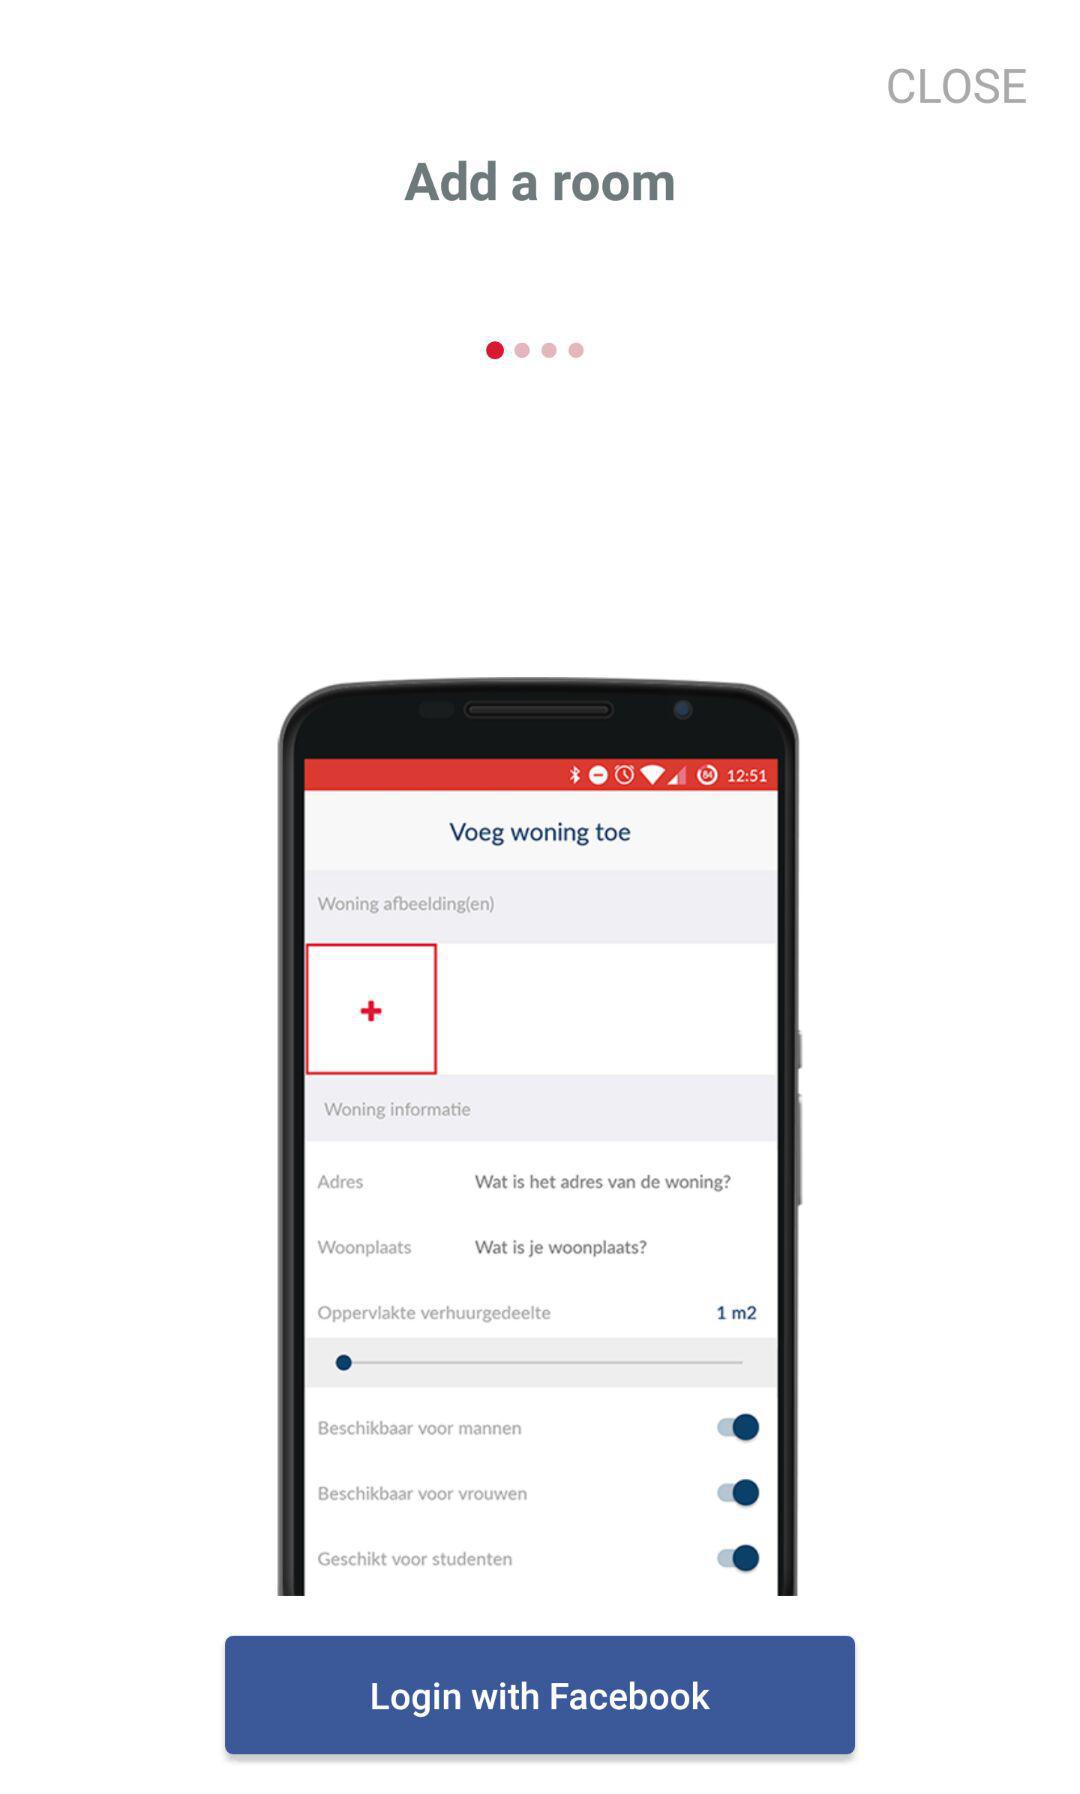 CLOSE
Add a room
84 12:51
Voeg woning toe
Woning afbeelding(en)
Woning informatie
Adres Wat is het adres van de woning?
Woonplaats Wat is je woonplaats?
Oppervlakte verhuurgedeelte 1 m2
Beschikbaar voor mannen
Beschikbaar voor vrouwen
Geschikt voor studenten
Login with Facebook